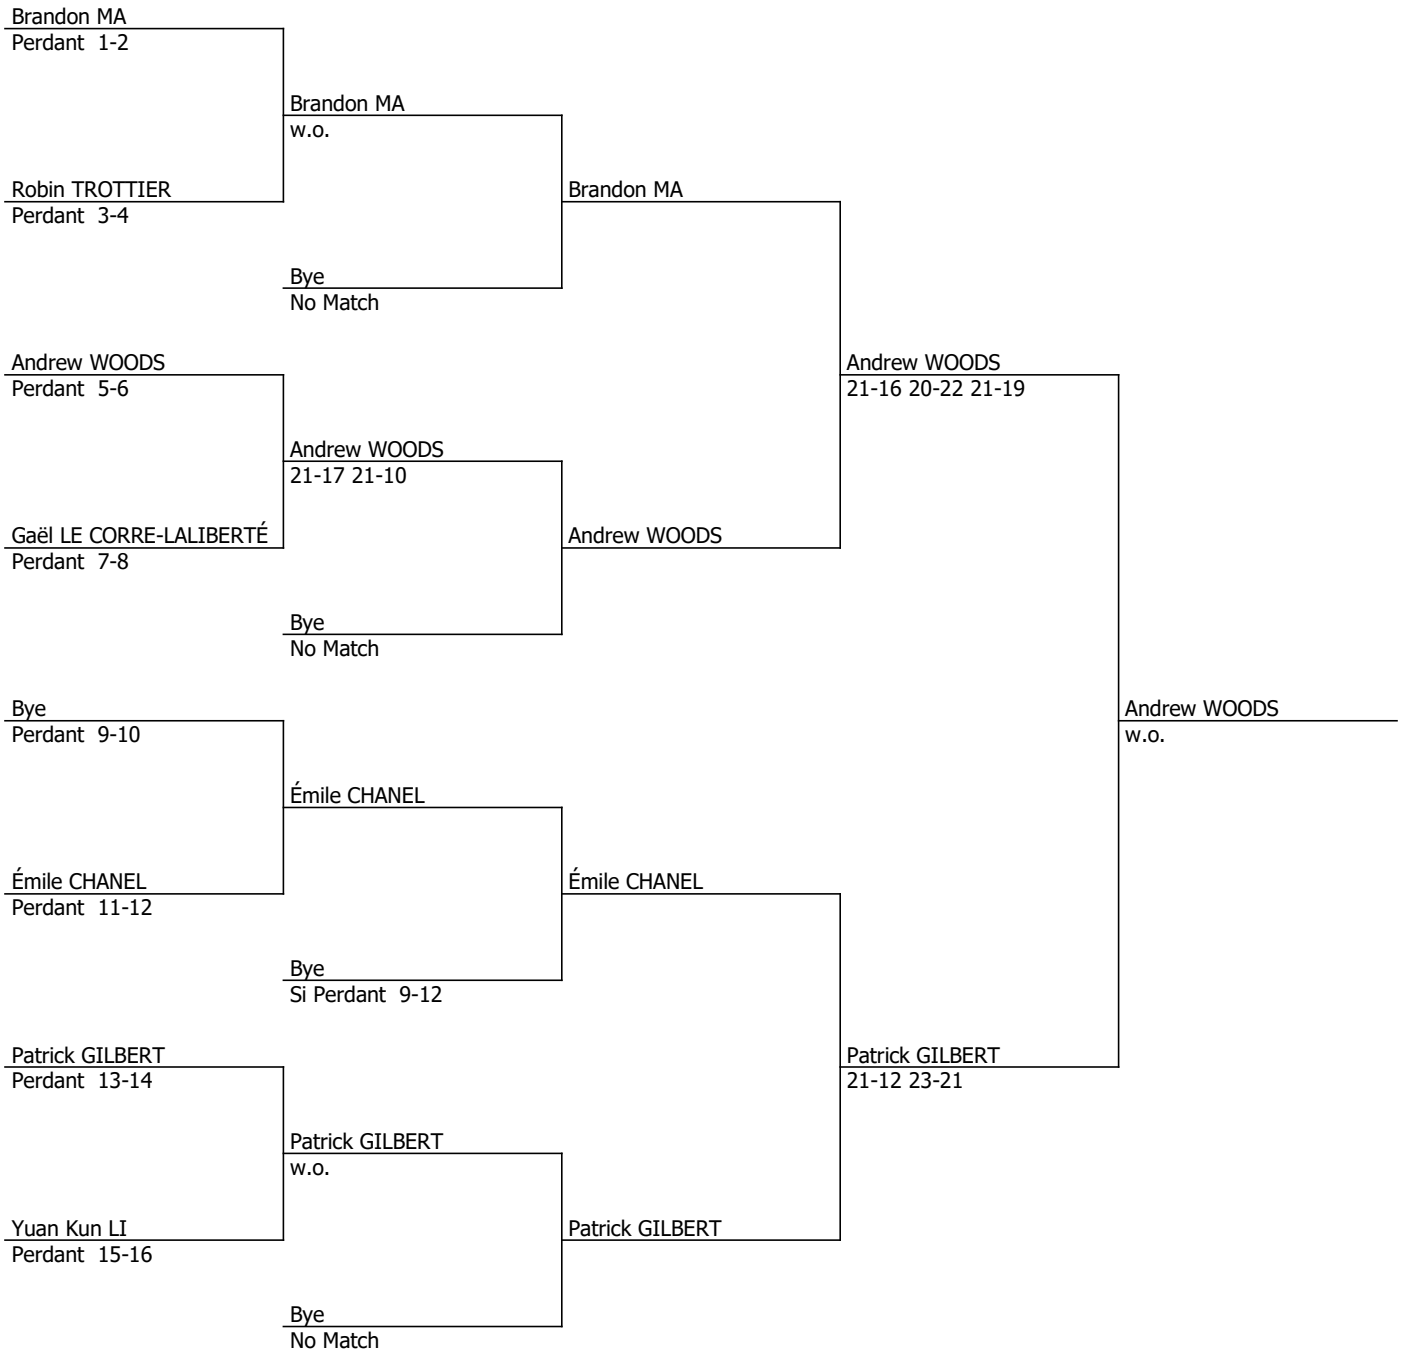 Brandon MA
Perdant 1-2
Brandon MA
w.o.
Robin TROTTIER
Perdant 3-4
Brandon MA
Bye
No Match
Andrew WOODS
Perdant 5-6
Andrew WOODS
21-16 20-22 21-19
Andrew WOODS
21-17 21-10
Gaël LE CORRE-LALIBERTÉ
Perdant 7-8
Andrew WOODS
Bye
No Match
Bye
Perdant 9-10
Andrew WOODS
w.o.
Émile CHANEL
Émile CHANEL
Perdant 11-12
Émile CHANEL
Bye
Si Perdant 9-12
Patrick GILBERT
Perdant 13-14
Patrick GILBERT
21-12 23-21
Patrick GILBERT
w.o.
Yuan Kun LI
Perdant 15-16
Patrick GILBERT
Bye
No Match